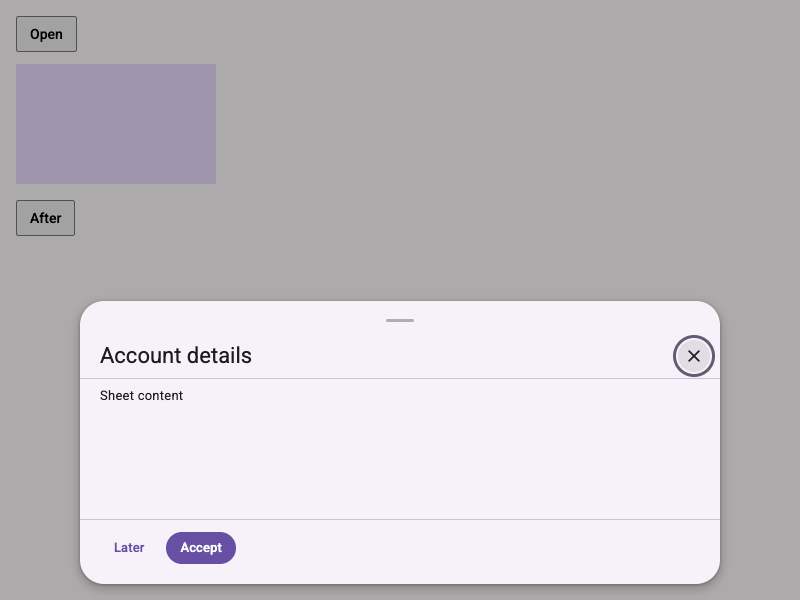 Open
After
Account details
Sheet content
Later
Accept